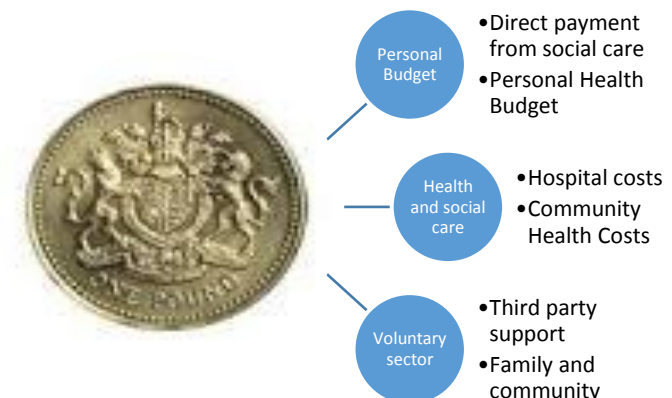 Personal
Budget
•Direct payment
from social care
•Personal Health
Budget
ONE POUND
Health
and social
care
•Hospital costs
•Community
Health Costs
Voluntary
sector
•Third party
support
•Family and
community